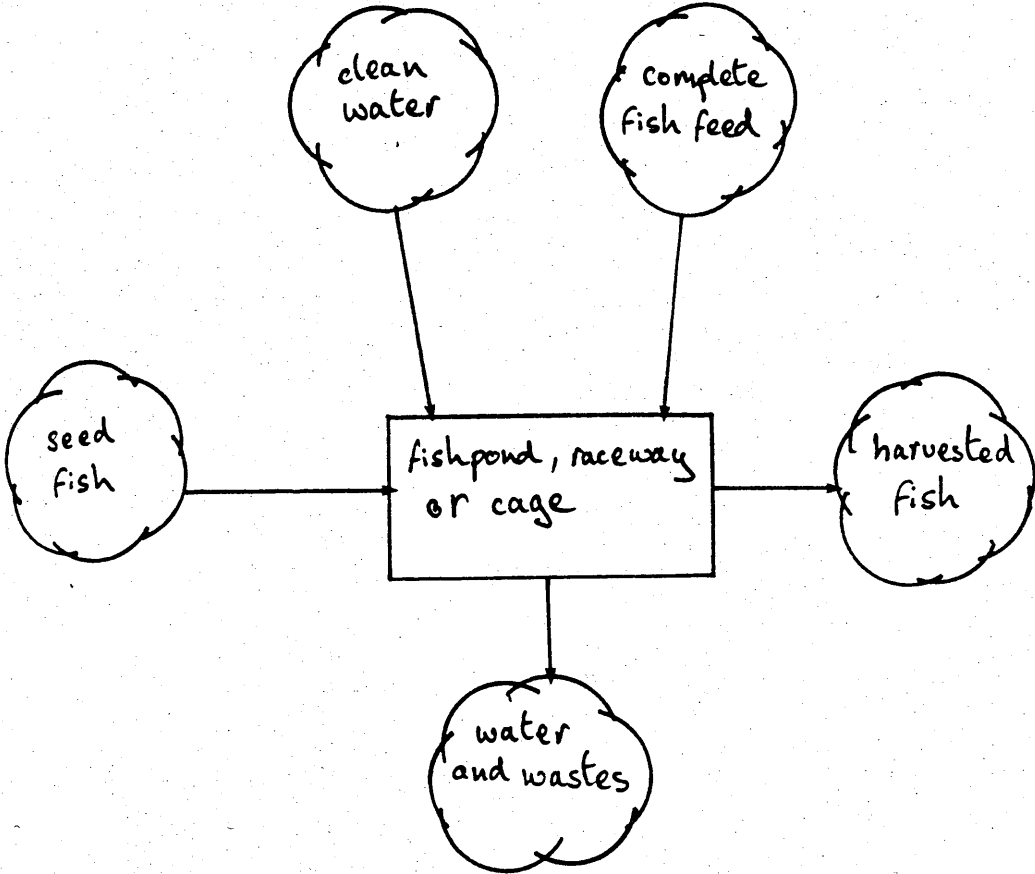 clean
water
complete
fish feed
seed
fish
fishpond, raceway
or cage
harvested
fish
water
and wastes